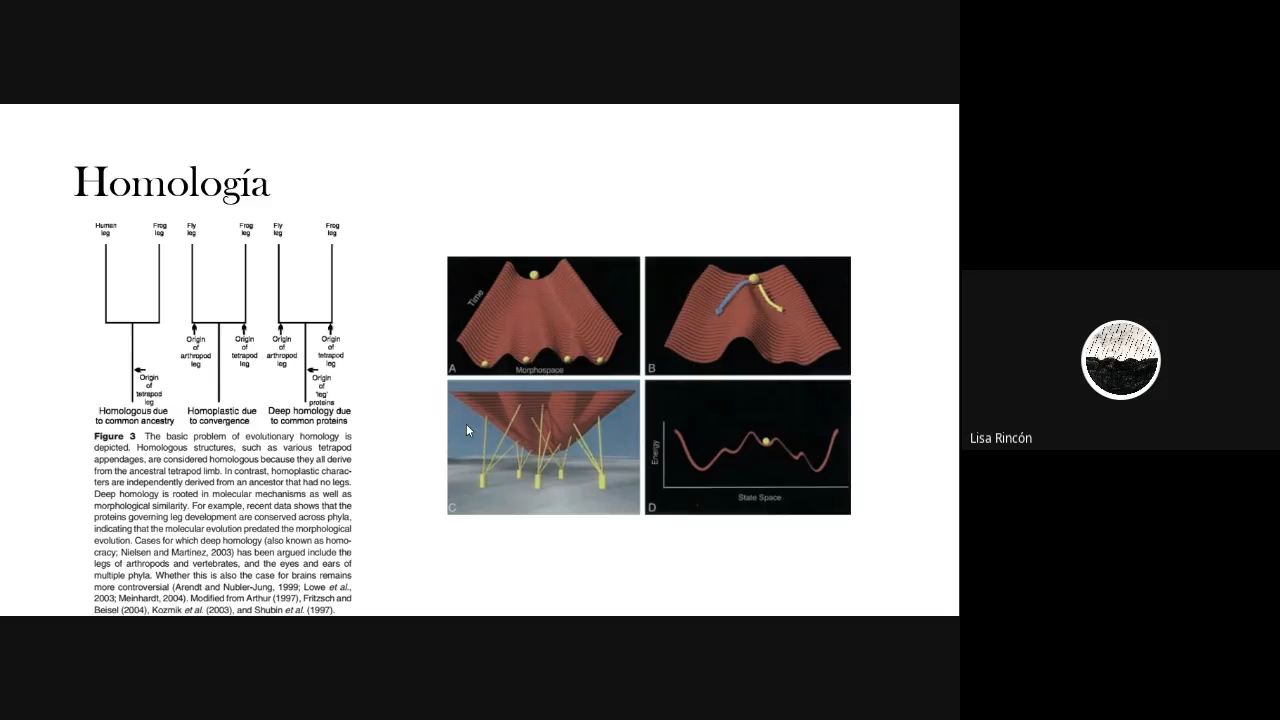 Homología
Human leg
Frog leg
Fly leg
Frog leg
Fly leg
Frog leg
Origin of tetrapod leg
Origin of arthropod leg
Origin of tetrapod leg
Origin of arthropod leg
Origin of tetrapod leg
Origin of 'leg' proteins
Homologous due to common ancestry
Homoplastic due to convergence
Deep homology due to common proteins
Figure 3 The basic problem of evolutionary homology is
depicted. Homologous structures, such as various tetrapod
appendages, are considered homologous because they all derive
from the ancestral tetrapod limb. In contrast, homoplastic charac-
ters are independently derived from an ancestor that had no legs.
Deep homology is rooted in molecular mechanisms as well as
morphological similarity. For example, recent data shows that the
proteins governing leg development are conserved across phyla,
indicating that the molecular evolution predated the morphological
evolution. Cases for which deep homology (also known as homo-
cracy; Nielsen and Martinez, 2003) has been argued include the
legs of arthropods and vertebrates, and the eyes and ears of
multiple phyla. Whether this is also the case for brains remains
more controversial (Arendt and Nubler-Jung, 1999; Lowe et al.,
2003; Meinhardt, 2004). Modified from Arthur (1997), Fritzsch and
Beisel (2004), Kozmik et al. (2003), and Shubin et al. (1997).
Time
Morphospace
A
B
C
Energy
State Space
D
Lisa Rincón